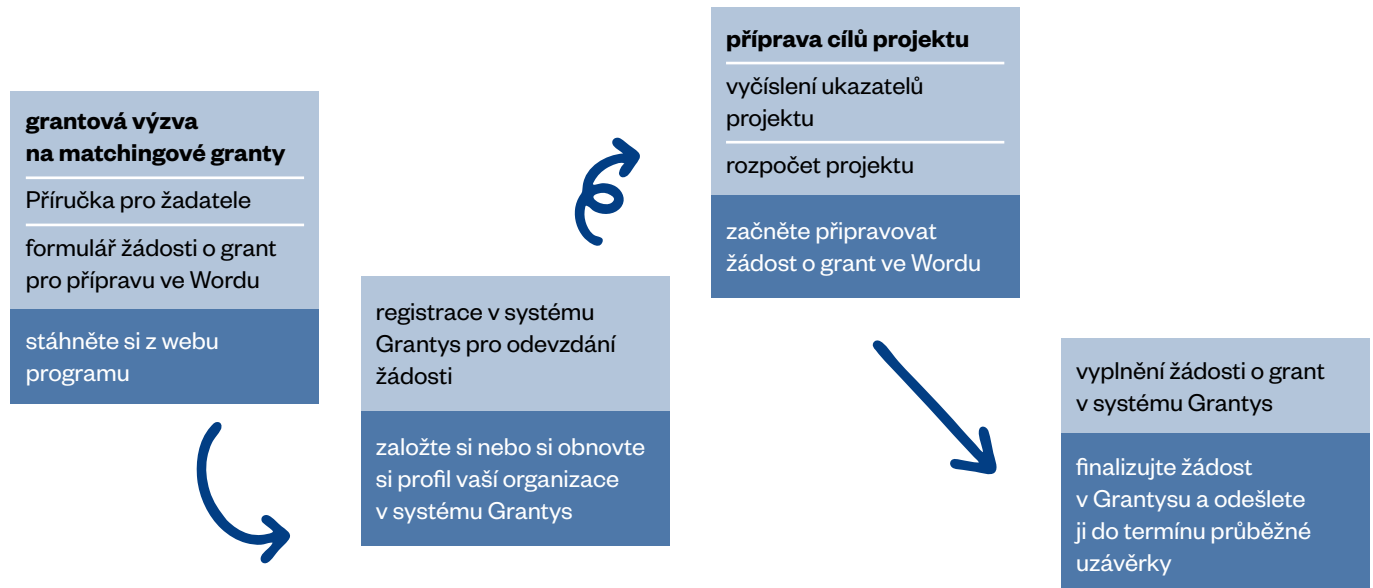 grantová výzva
na matchingové granty
Příručka pro žadatele
formulář žádosti o grant
pro přípravu ve Wordu
stáhněte si z webu
programu
registrace v systému
Grantys pro odevzdání
žádosti
založte si nebo si obnovte
si profil vaší organizace
v systému Grantys
příprava cílů projektu
vyčíslení ukazatelů
projektu
rozpočet projektu
začněte připravovat
žádost o grant ve Wordu
vyplnění žádosti o grant
v systému Grantys
finalizujte žádost
v Grantysu a odešlete
ji do termínu průběžné
uzávěrky